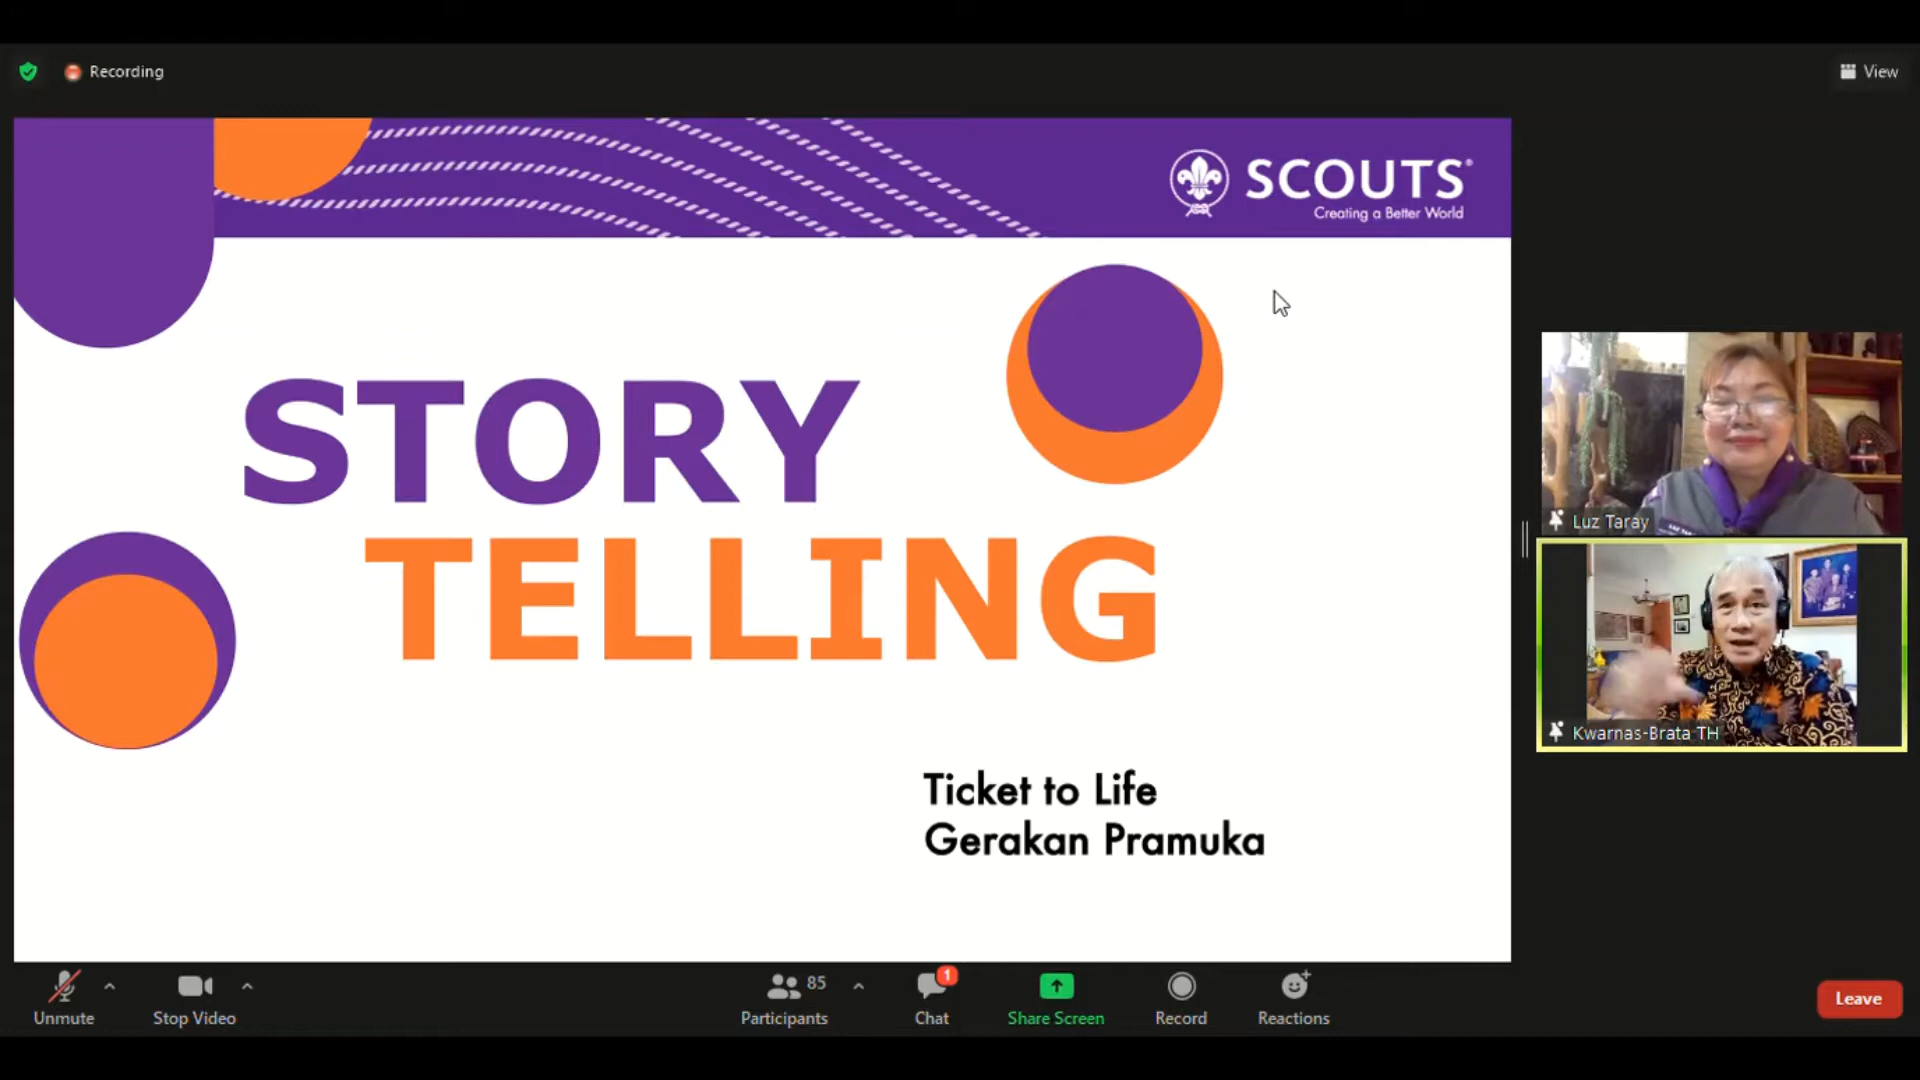 Recording
View
SCOUTS®
Creating a Better World
STORY
TELLING
Ticket to Life
Gerakan Pramuka
Luz Taray
Kwarnas-Brata TH
Unmute
Stop Video
85
Participants
1
Chat
Share Screen
Record
Reactions
Leave